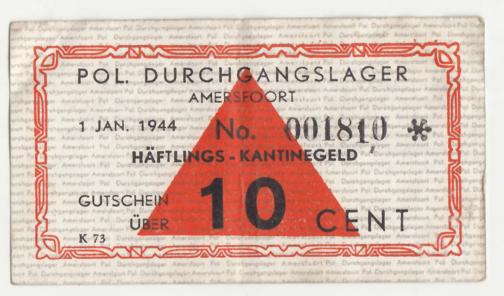 POL. DURCHGANGSLAGER
AMERSFOORT
1 JAN. 1944 No. 001810 *
HÄFTLINGS-KANTINEGELD
GUTSCHEIN
ÜBER 10 CENT
K 73